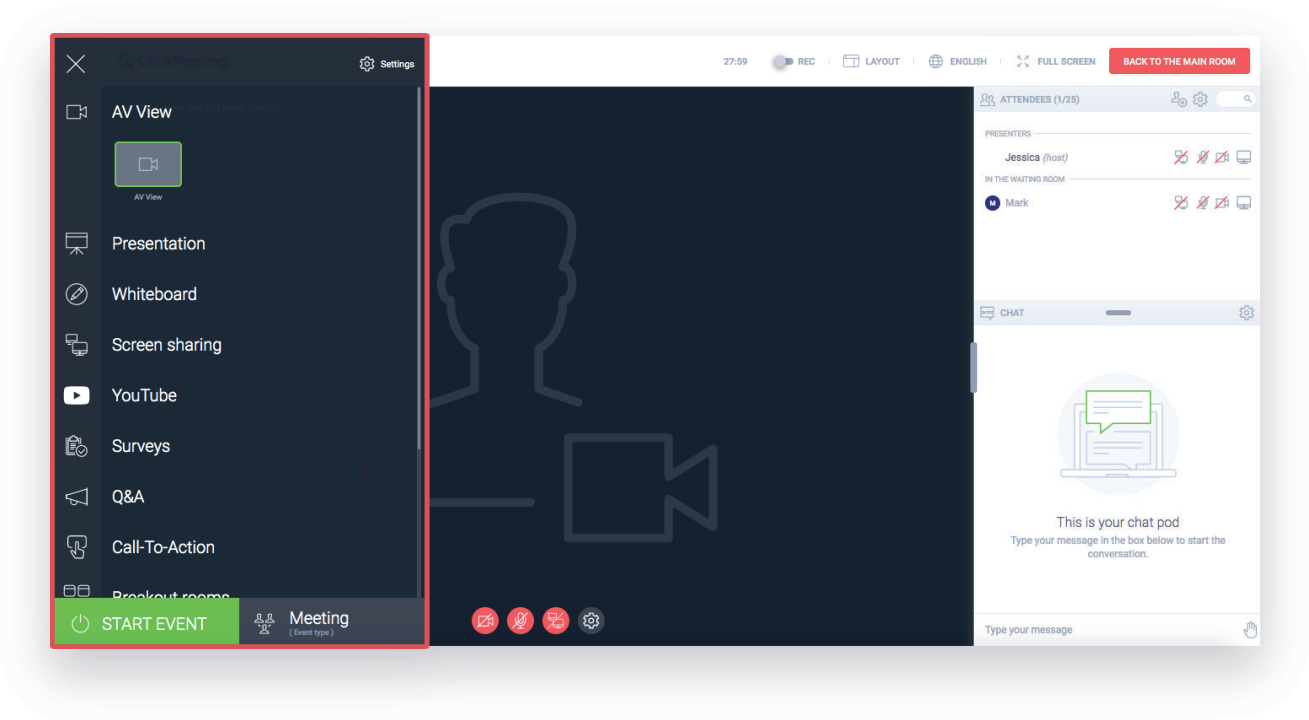 ClickMeeting
Settings
27:59
REC
LAYOUT
ENGLISH
FULL SCREEN
BACK TO THE MAIN ROOM
AV View
AV View
Presentation
Whiteboard
Screen sharing
YouTube
Surveys
Q&A
Call-To-Action
Breakout rooms
START EVENT
Meeting
( Event type )
ATTENDEES (1/25)
PRESENTERS
Jessica (host)
IN THE WAITING ROOM
M Mark
CHAT
This is your chat pod
Type your message in the box below to start the
conversation.
Type your message